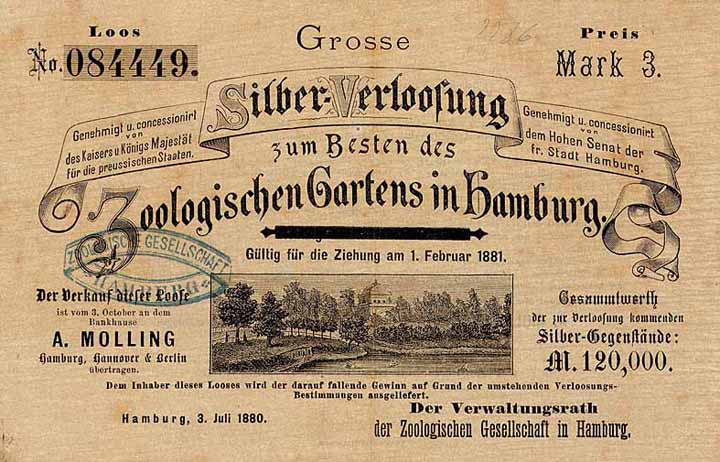 Loos
No. 084449.
Grosse
Preis
Mark 3.
Silber-Verloosung
Genehmigt u. concessionirt
von
des Kaisers u Königs Majestät
für die preussischen Staaten.
Genehmigt u. concessionirt
von
dem Hohen Senat der
fr. Stadt Hamburg.
zum Besten des
Zoologischen Gartens in Hamburg.
Gültig für die Ziehung am 1. Februar 1881.
ZOOLOGISCHE GESELLSCHAFT
HAMBURG
Der Verkauf dieser Loose
ist vom 3. October an dem
Bankhause
A. MOLLING
Hamburg, Hannover & Berlin
übertragen.
Gesammtwerth
der zur Verloosung kommenden
Silber-Gegenstände:
M. 120,000.
Dem Inhaber dieses Looses wird der darauf fallende Gewinn auf Grund der umstehenden Verloosungs-
Bestimmungen ausgeliefert.
Hamburg, 3. Juli 1880.
Der Verwaltungsrath
der Zoologischen Gesellschaft in Hamburg.